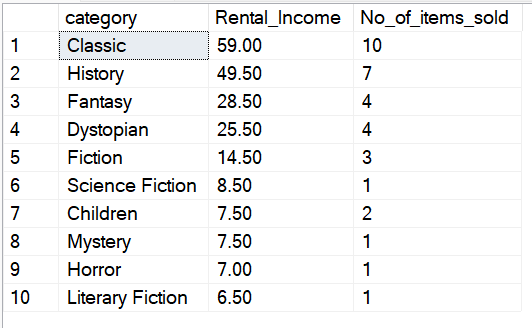 category Rental_Income No_of_items_sold
1 Classic 59.00 10
2 History 49.50 7
3 Fantasy 28.50 4
4 Dystopian 25.50 4
5 Fiction 14.50 3
6 Science Fiction 8.50 1
7 Children 7.50 2
8 Mystery 7.50 1
9 Horror 7.00 1
10 Literary Fiction 6.50 1